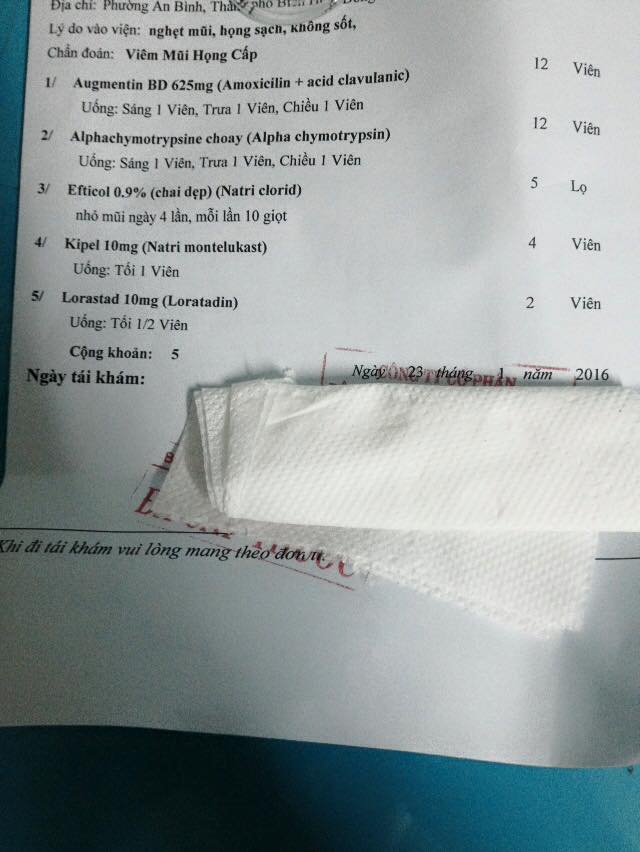 Địa chỉ: Phường An Bình, Thành phố
Lý do vào viện: nghẹt mũi, họng sạch, không sốt,
Chẩn đoán: Viêm Mũi Họng Cấp
1/ Augmentin BD 625mg (Amoxicilin + acid clavulanic) 12 Viên
Uống: Sáng 1 Viên, Trưa 1 Viên, Chiều 1 Viên
2/ Alphachymotrypsine choay (Alpha chymotrypsin) 12 Viên
Uống: Sáng 1 Viên, Trưa 1 Viên, Chiều 1 Viên
3/ Efticol 0.9% (chai dẹp) (Natri clorid) 5 Lọ
nhỏ mũi ngày 4 lần, mỗi lần 10 giọt
4/ Kipel 10mg (Natri montelukast) 4 Viên
Uống: Tối 1 Viên
5/ Lorastad 10mg (Loratadin) 2 Viên
Uống: Tối 1/2 Viên
Cộng khoản: 5
Ngày 23 tháng 1 năm 2016
CÔNG TY CỔ PHẦN
Ngày tái khám:
Khi đi tái khám vui lòng mang theo đơn